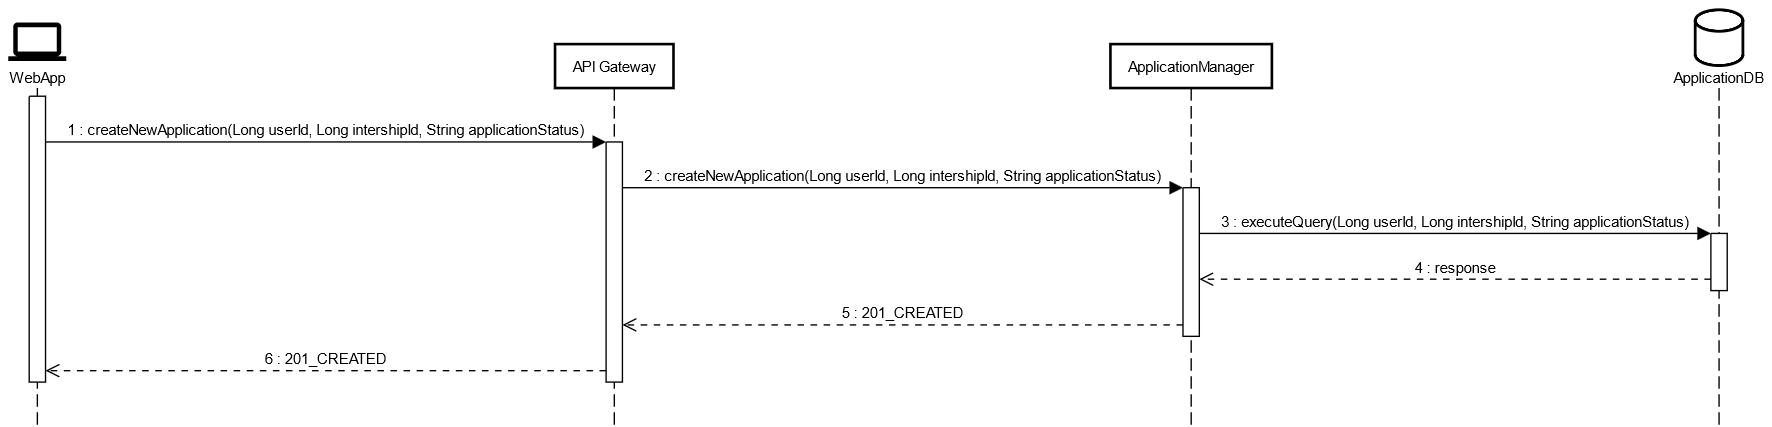 WebApp
API Gateway
ApplicationManager
ApplicationDB
1 : createNewApplication(Long userId, Long intershipId, String applicationStatus)
2 : createNewApplication(Long userId, Long intershipId, String applicationStatus)
3 : executeQuery(Long userId, Long intershipId, String applicationStatus)
4 : response
5 : 201_CREATED
6 : 201_CREATED